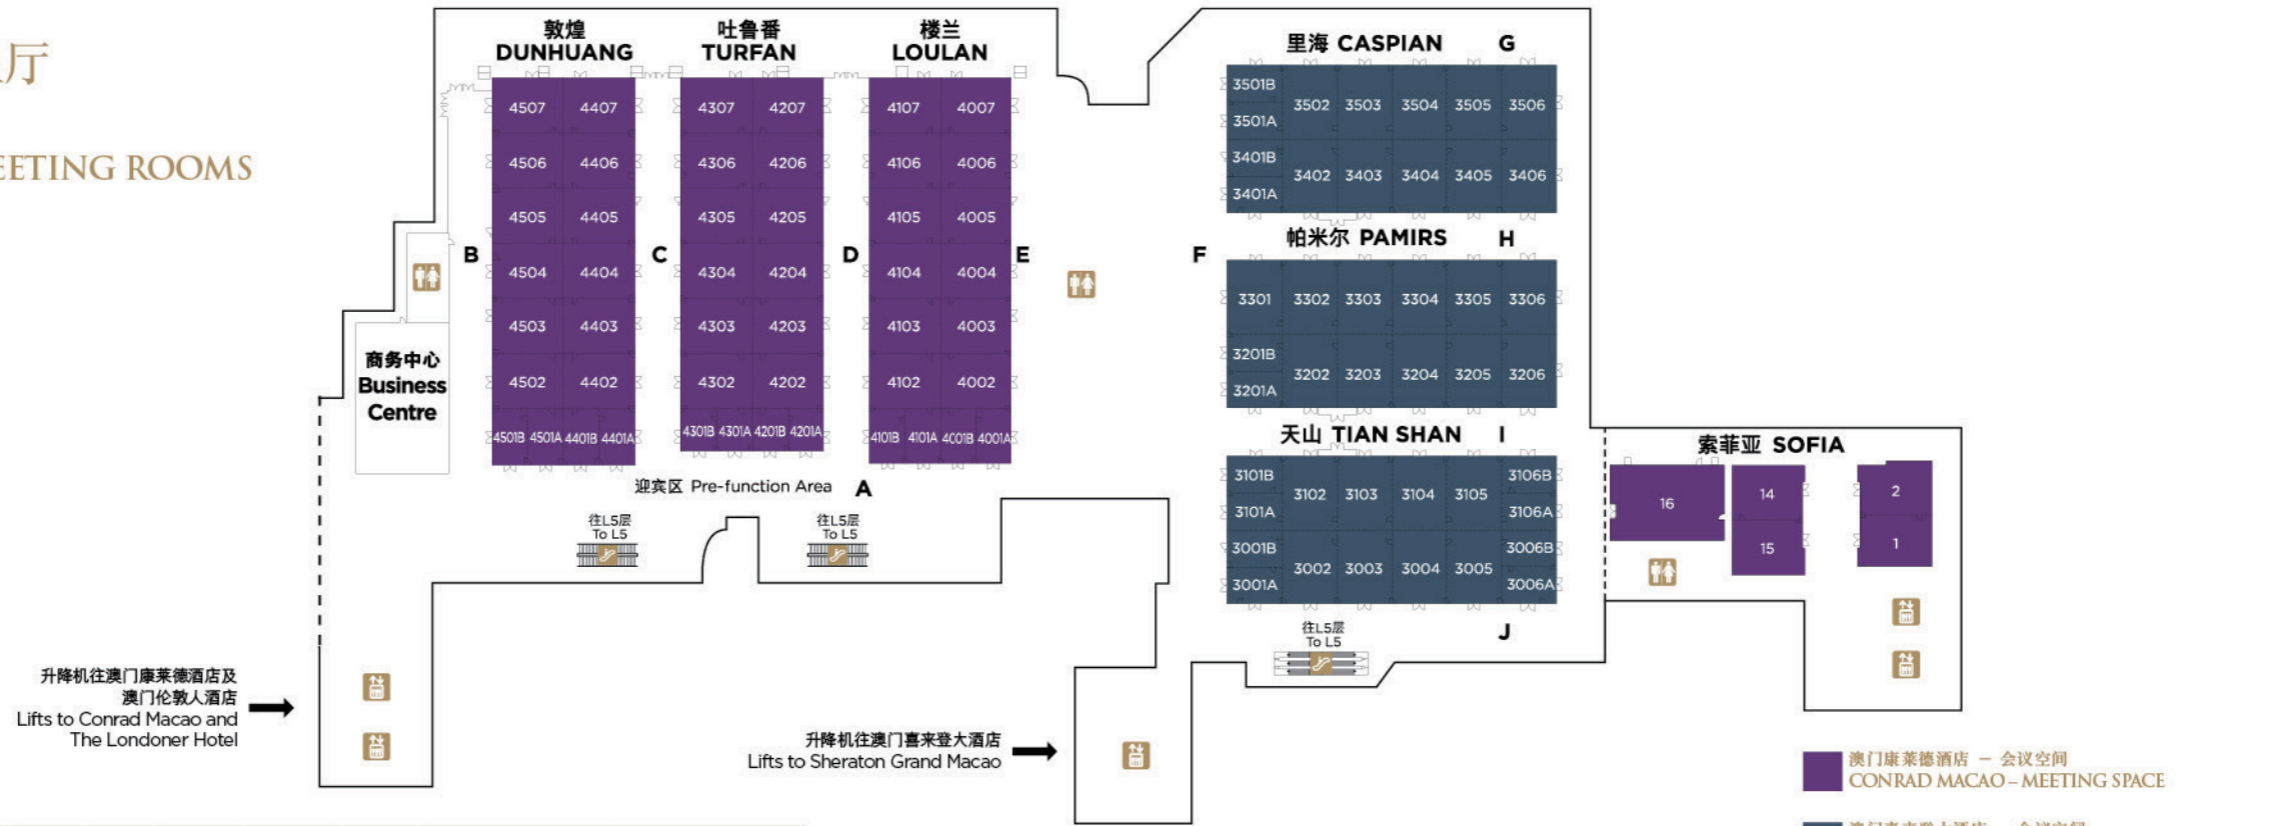 厅
EETING ROOMS
敦煌
DUNHUANG
吐鲁番
TURFAN
楼兰
LOULAN
里海 CASPIAN G
4507 4407 4307 4207 4107 4007
4506 4406 4306 4206 4106 4006
4505 4405 4305 4205 4105 4005
B C D E F
4504 4404 4304 4204 4104 4004
4503 4403 4303 4203 4103 4003
4502 4402 4302 4202 4102 4002
4501B 4501A 4401B 4401A 4301B 4301A 4201B 4201A 4101B 4101A 4001B 4001A
商务中心
Business
Centre
迎宾区 Pre-function Area A
往L5层
To L5
往L5层
To L5
3501B
3501A
3502 3503 3504 3505 3506
3401B
3401A
3402 3403 3404 3405 3406
帕米尔 PAMIRS H
3301 3302 3303 3304 3305 3306
3201B
3201A
3202 3203 3204 3205 3206
天山 TIAN SHAN I
3101B
3101A
3102 3103 3104 3105
3106B
3106A
3001B
3001A
3002 3003 3004 3005
3006B
3006A
J
往L5层
To L5
索菲亚 SOFIA
16
14
15
2
1
升降机往澳门康莱德酒店及
澳门伦敦人酒店
Lifts to Conrad Macao and
The Londoner Hotel
升降机往澳门喜来登大酒店
Lifts to Sheraton Grand Macao
澳门康莱德酒店 － 会议空间
CONRAD MACAO – MEETING SPACE